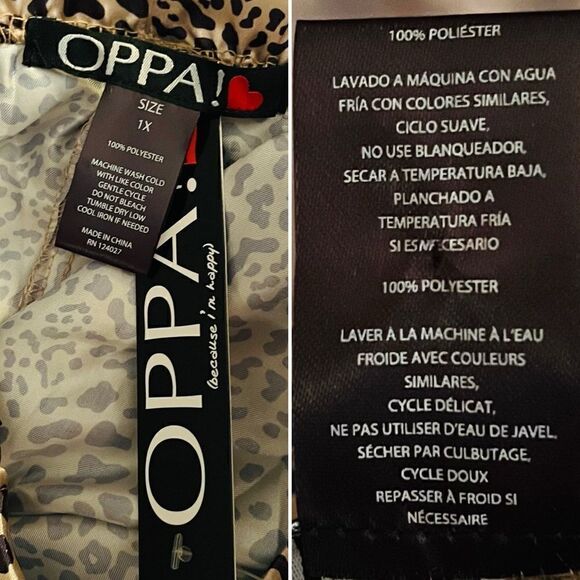 OPPA!
SIZE
1X
100% POLYESTER
MACHINE WASH COLD
WITH LIKE COLOR
GENTLE CYCLE
DO NOT BLEACH
TUMBLE DRY LOW
COOL IRON IF NEEDED
MADE IN CHINA
RN 124027
OPPA!
(because i'm happy)
100% POLIÉSTER
LAVADO A MÁQUINA CON AGUA
FRÍA CON COLORES SIMILARES,
CICLO SUAVE,
NO USE BLANQUEADOR,
SECAR A TEMPERATURA BAJA,
PLANCHADO A
TEMPERATURA FRÍA
SI ES NECESARIO
100% POLYESTER
LAVER À LA MACHINE À L'EAU
FROIDE AVEC COULEURS
SIMILARES,
CYCLE DÉLICAT,
NE PAS UTILISER D'EAU DE JAVEL,
SÉCHER PAR CULBUTAGE,
CYCLE DOUX
REPASSER À FROID SI
NÉCESSAIRE